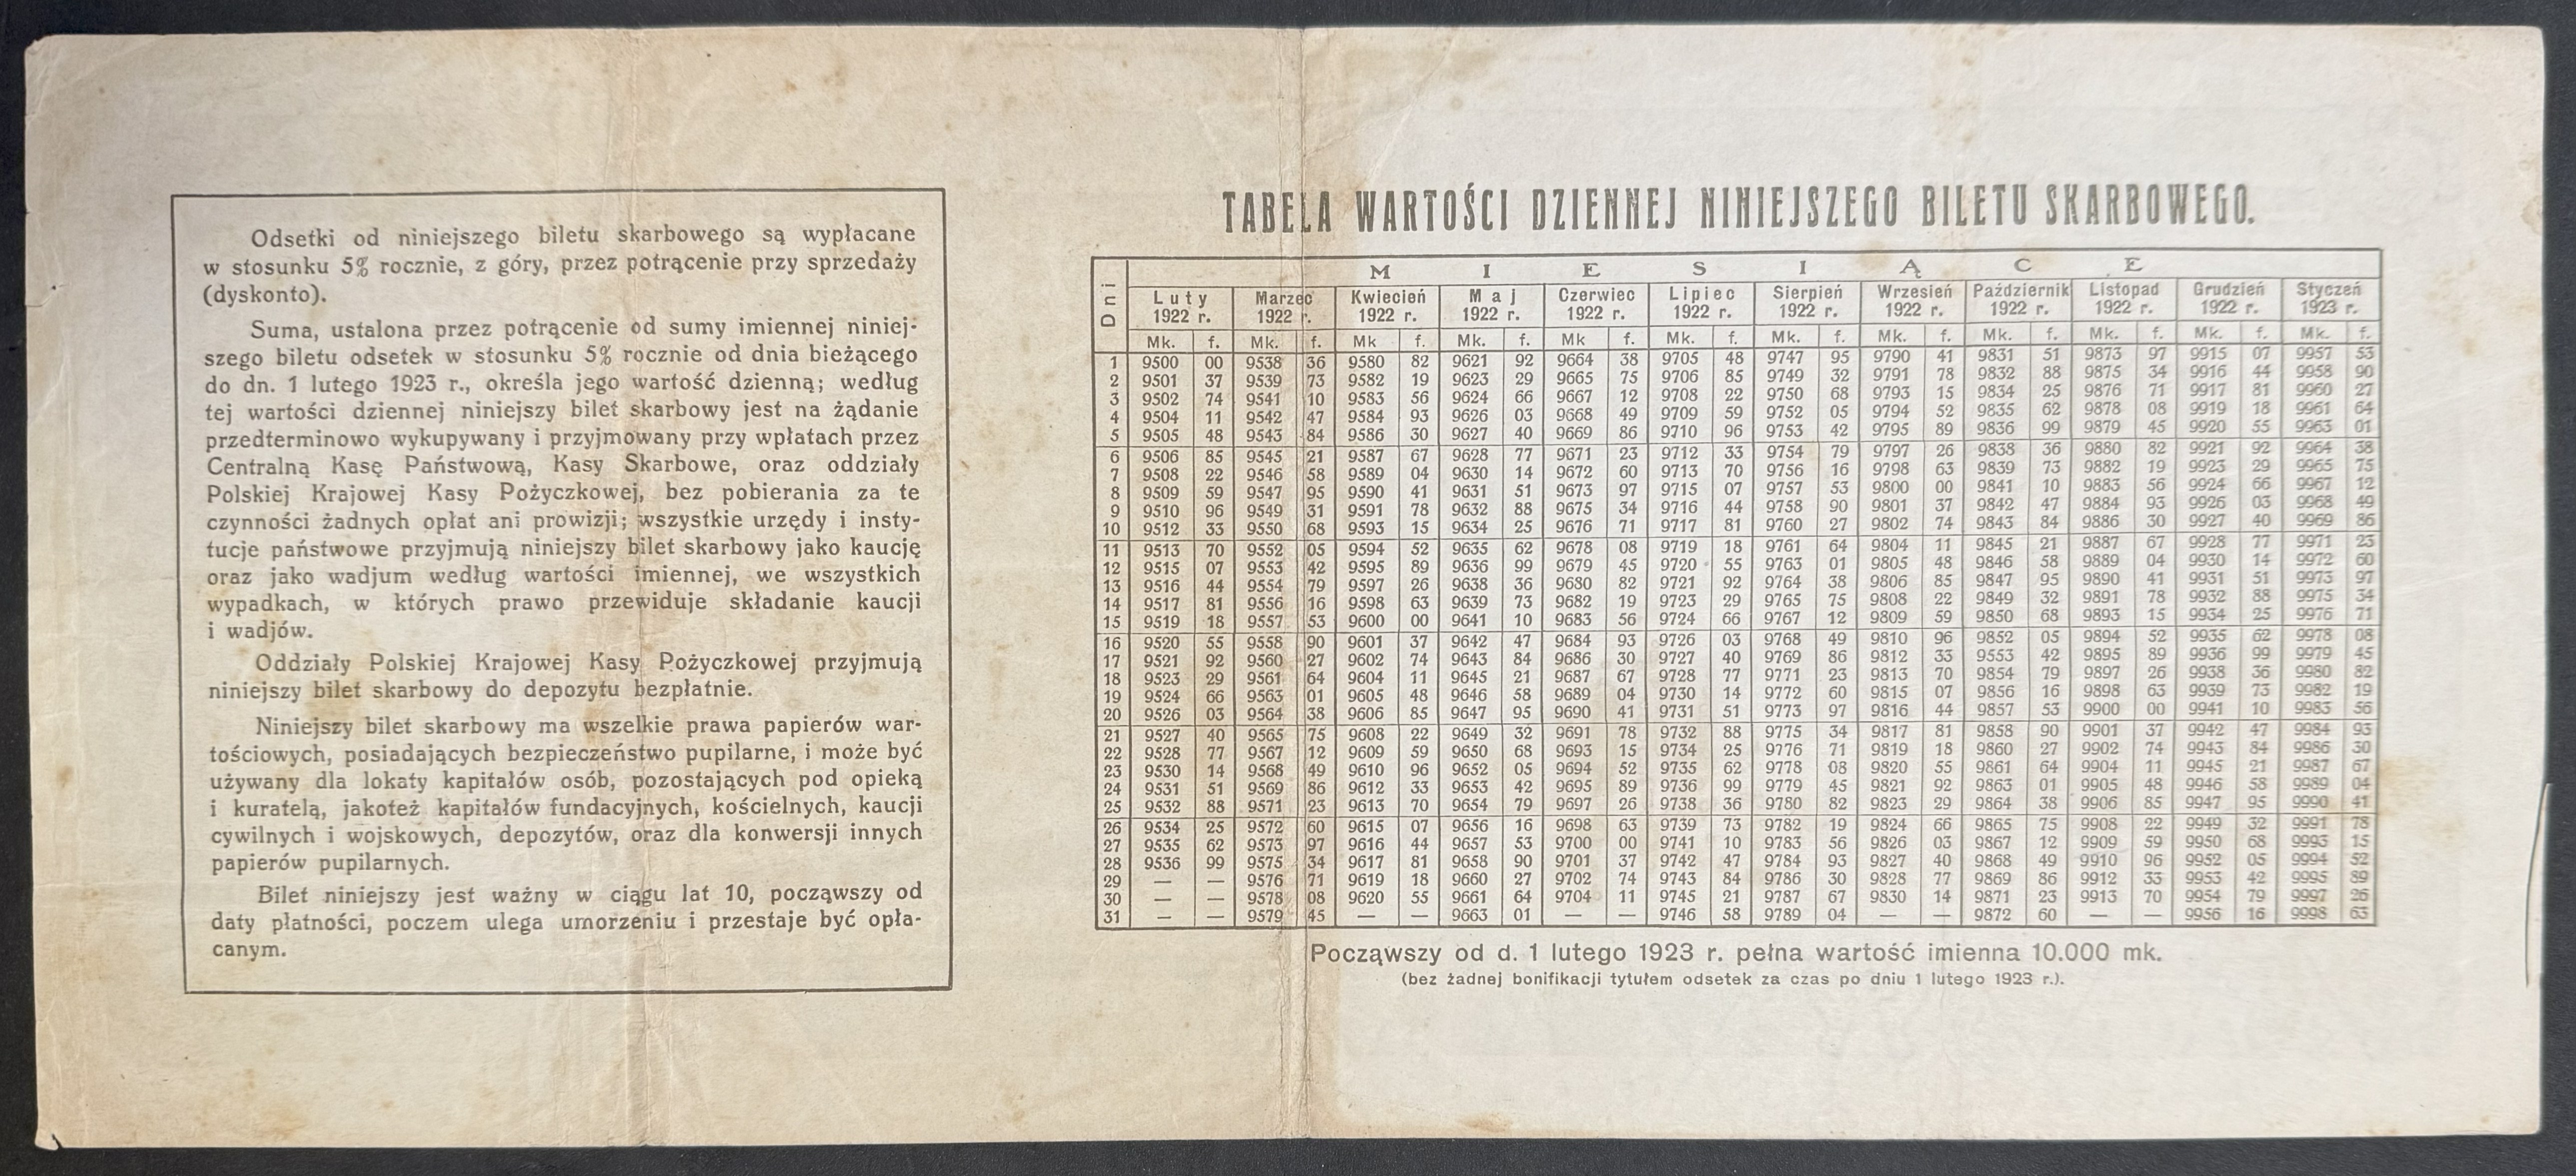 Odsetki od niniejszego biletu skarbowego są wypłacane
w stosunku 5% rocznie, z góry, przez potrącenie przy sprzedaży
(dyskonto).
Suma, ustalona przez potrącenie od sumy imiennej niniej-
szego biletu odsetek w stosunku 5% rocznie od dnia bieżącego
do dn. 1 lutego 1923 r., określa jego wartość dzienną; według
tej wartości dziennej niniejszy bilet skarbowy jest na żądanie
przedterminowo wykupywany i przyjmowany przy wpłatach przez
Centralną Kasę Państwową, Kasy Skarbowe, oraz oddziały
Polskiej Krajowej Kasy Pożyczkowej, bez pobierania za te
czynności żadnych opłat ani prowizji; wszystkie urzędy i insty-
tucje państwowe przyjmują niniejszy bilet skarbowy jako kaucję
oraz jako wadjum według wartości imiennej, we wszystkich
wypadkach, w których prawo przewiduje składanie kaucji
i wadjów.
Oddziały Polskiej Krajowej Kasy Pożyczkowej przyjmują
niniejszy bilet skarbowy do depozytu bezpłatnie.
Niniejszy bilet skarbowy ma wszelkie prawa papierów war-
tościowych, posiadających bezpieczeństwo pupilarne, i może być
używany dla lokaty kapitałów osób, pozostających pod opieką
i kuratelą, jakoteż kapitałów fundacyjnych, kościelnych, kaucji
cywilnych i wojskowych, depozytów, oraz dla konwersji innych
papierów pupilarnych.
Bilet niniejszy jest ważny w ciągu lat 10, począwszy od
daty płatności, poczem ulega umorzeniu i przestaje być opła-
canym.
TABELA WARTOŚCI DZIENNEJ NINIEJSZEGO BILETU SKARBOWEGO.
Dni M I E S I Ą C E
Luty Marzec Kwiecień Maj Czerwiec Lipiec Sierpień Wrzesień Październik Listopad Grudzień Styczeń
1922 r. 1922 r. 1922 r. 1922 r. 1922 r. 1922 r. 1922 r. 1922 r. 1922 r. 1922 r. 1922 r. 1923 r.
Mk. f. Mk. f. Mk f. Mk. f. Mk f. Mk. f. Mk. f. Mk. f. Mk. f. Mk. f. Mk. f. Mk. f.
1 9500 00 9538 36 9580 82 9621 92 9664 38 9705 48 9747 95 9790 41 9831 51 9873 97 9915 07 9957 53
2 9501 37 9539 73 9582 19 9623 29 9665 75 9706 85 9749 32 9791 78 9832 88 9875 34 9916 44 9958 90
3 9502 74 9541 10 9583 56 9624 66 9667 12 9708 22 9750 68 9793 15 9834 25 9876 71 9917 81 9960 27
4 9504 11 9542 47 9584 93 9626 03 9668 49 9709 59 9752 05 9794 52 9835 62 9878 08 9919 18 9961 64
5 9505 48 9543 84 9586 30 9627 40 9669 86 9710 96 9753 42 9795 89 9836 99 9879 45 9920 55 9963 01
6 9506 85 9545 21 9587 67 9628 77 9671 23 9712 33 9754 79 9797 26 9838 36 9880 82 9921 92 9964 38
7 9508 22 9546 58 9589 04 9630 14 9672 60 9713 70 9756 16 9798 63 9839 73 9882 19 9923 29 9965 75
8 9509 59 9547 95 9590 41 9631 51 9673 97 9715 07 9757 53 9800 00 9841 10 9883 56 9924 66 9967 12
9 9510 96 9549 31 9591 78 9632 88 9675 34 9716 44 9758 90 9801 37 9842 47 9884 93 9926 03 9968 49
10 9512 33 9550 68 9593 15 9634 25 9676 71 9717 81 9760 27 9802 74 9843 84 9886 30 9927 40 9969 86
11 9513 70 9552 05 9594 52 9635 62 9678 08 9719 18 9761 64 9804 11 9845 21 9887 67 9928 77 9971 23
12 9515 07 9553 42 9595 89 9636 99 9679 45 9720 55 9763 01 9805 48 9846 58 9889 04 9930 14 9972 60
13 9516 44 9554 79 9597 26 9638 36 9680 82 9721 92 9764 38 9806 85 9847 95 9890 41 9931 51 9973 97
14 9517 81 9556 16 9598 63 9639 73 9682 19 9723 29 9765 75 9808 22 9849 32 9891 78 9932 88 9975 34
15 9519 18 9557 53 9600 00 9641 10 9683 56 9724 66 9767 12 9809 59 9850 68 9893 15 9934 25 9976 71
16 9520 55 9558 90 9601 37 9642 47 9684 93 9726 03 9768 49 9810 96 9852 05 9894 52 9935 62 9978 08
17 9521 92 9560 27 9602 74 9643 84 9686 30 9727 40 9769 86 9812 33 9553 42 9895 89 9936 99 9979 45
18 9523 29 9561 64 9604 11 9645 21 9687 67 9728 77 9771 23 9813 70 9854 79 9897 26 9938 36 9980 82
19 9524 66 9563 01 9605 48 9646 58 9689 04 9730 14 9772 60 9815 07 9856 16 9898 63 9939 73 9982 19
20 9526 03 9564 38 9606 85 9647 95 9690 41 9731 51 9773 97 9816 44 9857 53 9900 00 9941 10 9983 56
21 9527 40 9565 75 9608 22 9649 32 9691 78 9732 88 9775 34 9817 81 9858 90 9901 37 9942 47 9984 93
22 9528 77 9567 12 9609 59 9650 68 9693 15 9734 25 9776 71 9819 18 9860 27 9902 74 9943 84 9986 30
23 9530 14 9568 49 9610 96 9652 05 9694 52 9735 62 9778 08 9820 55 9861 64 9904 11 9945 21 9987 67
24 9531 51 9569 86 9612 33 9653 42 9695 89 9736 99 9779 45 9821 92 9863 01 9905 48 9946 58 9989 04
25 9532 88 9571 23 9613 70 9654 79 9697 26 9738 36 9780 82 9823 29 9864 38 9906 85 9947 95 9990 41
26 9534 25 9572 60 9615 07 9656 16 9698 63 9739 73 9782 19 9824 66 9865 75 9908 22 9949 32 9991 78
27 9535 62 9573 97 9616 44 9657 53 9700 00 9741 10 9783 56 9826 03 9867 12 9909 59 9950 68 9993 15
28 9536 99 9575 34 9617 81 9658 90 9701 37 9742 47 9784 93 9827 40 9868 49 9910 96 9952 05 9994 52
29 — — 9576 71 9619 18 9660 27 9702 74 9743 84 9786 30 9828 77 9869 86 9912 33 9953 42 9995 89
30 — — 9578 08 9620 55 9661 64 9704 11 9745 21 9787 67 9830 14 9871 23 9913 70 9954 79 9997 26
31 — — 9579 45 — — 9663 01 — — 9746 58 9789 04 — — 9872 60 — — 9956 16 9998 63
Począwszy od d. 1 lutego 1923 r. pełna wartość imienna 10.000 mk.
(bez żadnej bonifikacji tytułem odsetek za czas po dniu 1 lutego 1923 r.).